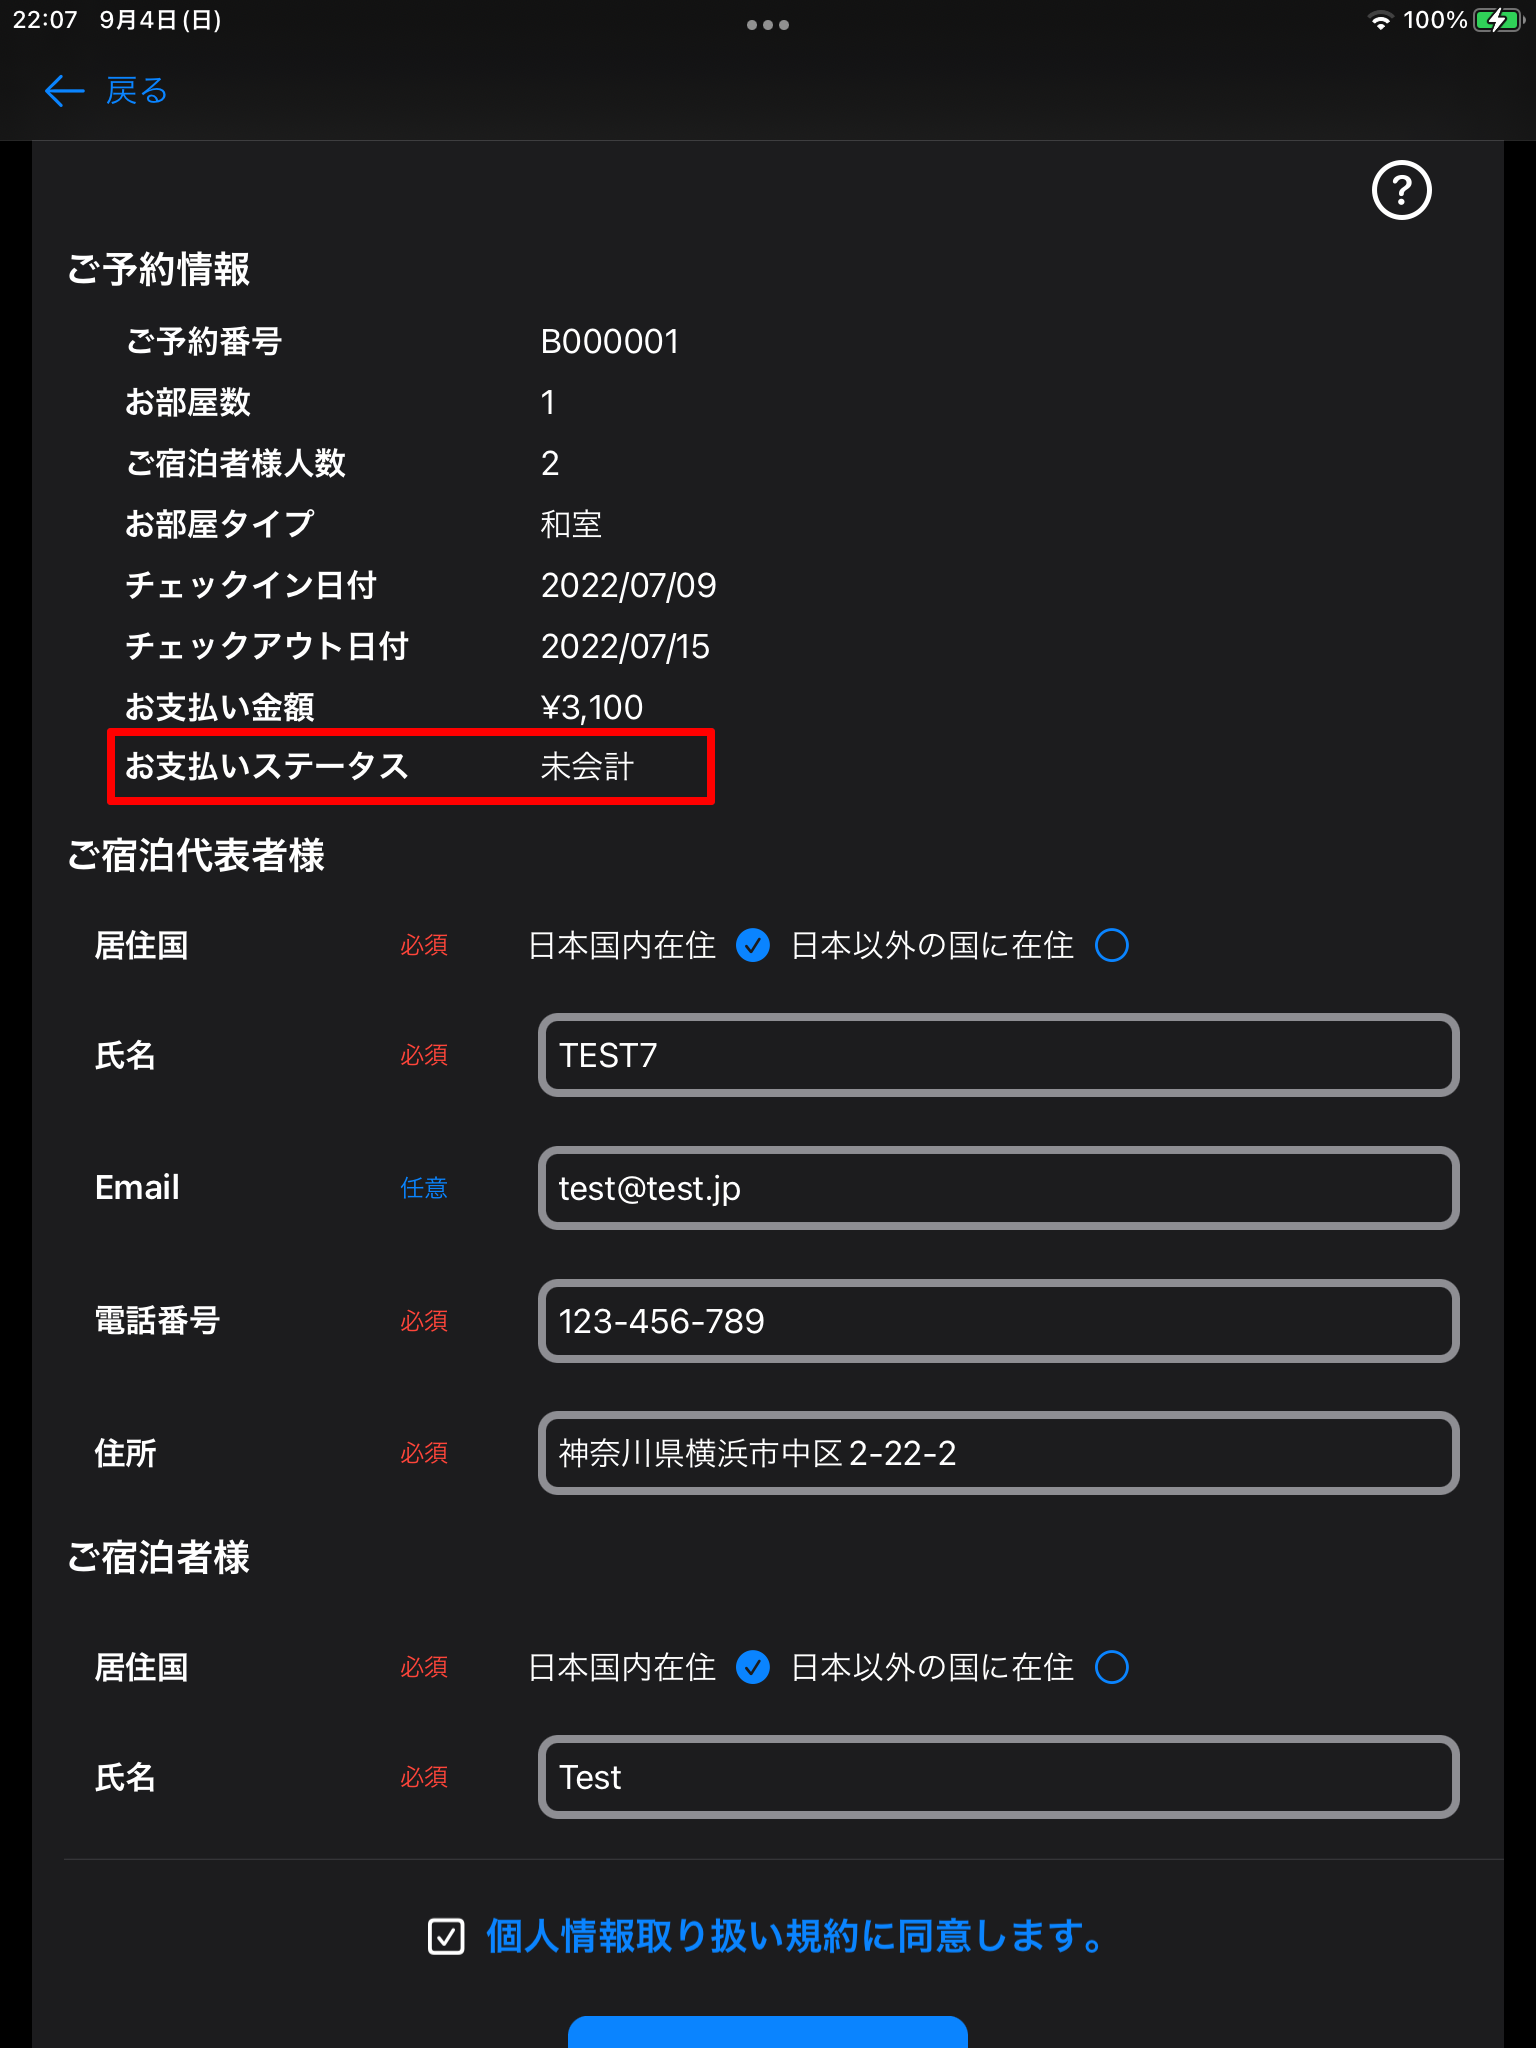 22:07 9月4日(日) 100%
戻る
?
ご予約情報
ご予約番号 B000001
お部屋数 1
ご宿泊者様人数 2
お部屋タイプ 和室
チェックイン日付 2022/07/09
チェックアウト日付 2022/07/15
お支払い金額 ¥3,100
お支払いステータス 未会計
ご宿泊代表者様
居住国 必須 日本国内在住 日本以外の国に在住
氏名 必須 TEST7
Email 任意 test@test.jp
電話番号 必須 123-456-789
住所 必須 神奈川県横浜市中区2-22-2
ご宿泊者様
居住国 必須 日本国内在住 日本以外の国に在住
氏名 必須 Test
個人情報取り扱い規約に同意します。